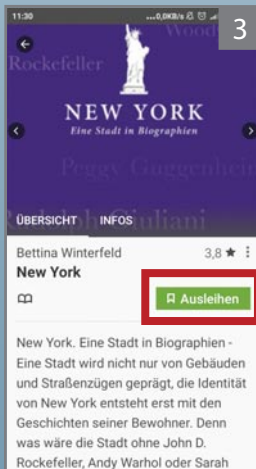 11:30
...0,0KB/s
3
Wood
Rockefeller
NEW YORK
Eine Stadt in Biographien
Peggy Guggenheim
Rudolph Giuliani
ÜBERSICHT INFOS
Bettina Winterfeld 3,8 ★
New York
Ausleihen
New York. Eine Stadt in Biographien -
Eine Stadt wird nicht nur von Gebäuden
und Straßenzügen geprägt, die Identität
von New York entsteht erst mit den
Geschichten seiner Bewohner. Denn
was wäre die Stadt ohne John D.
Rockefeller, Andy Warhol oder Sarah